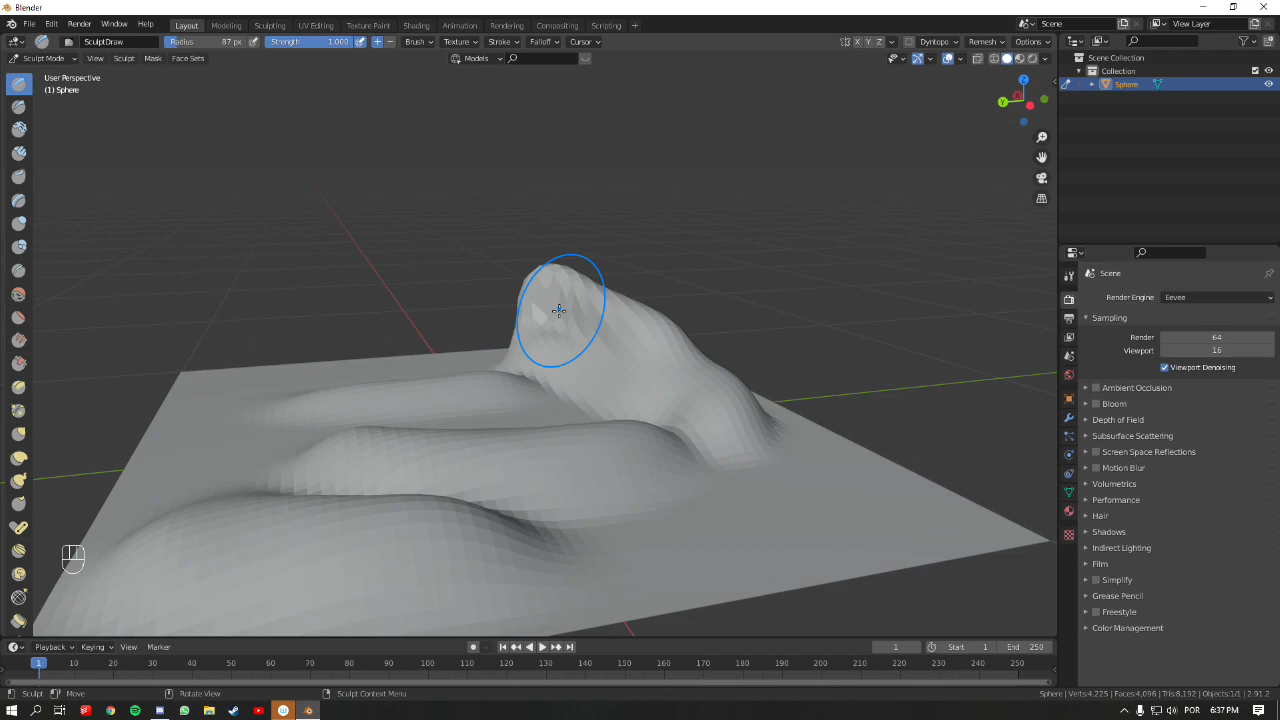 Blender
File Edit Render Window Help
Layout Modeling Sculpting UV Editing Texture Paint Shading Animation Rendering Compositing Scripting +
Scene View Layer
SculptDraw Radius 87 px Strength 1.000 Brush Texture Stroke Falloff Cursor X Y Z Dyntopo Remesh Options
Sculpt Mode View Sculpt Mask Face Sets Models
User Perspective
(1) Sphere
Z
Y
X
Scene Collection
Collection
Sphere
Scene
Render Engine Eevee
Sampling
Render 64
Viewport 16
Viewport Denoising
Ambient Occlusion
Bloom
Depth of Field
Subsurface Scattering
Screen Space Reflections
Motion Blur
Volumetrics
Performance
Hair
Shadows
Indirect Lighting
Film
Simplify
Grease Pencil
Freestyle
Color Management
Playback Keying View Marker 1 Start 1 End 250
1 10 20 30 40 50 60 70 80 90 100 110 120 130 140 150 160 170 180 190 200 210 220 230 240 250
Sculpt Move Rotate View Sculpt Context Menu Sphere | Verts:4,225 | Faces:4,096 | Tris:8,192 | Objects:1/1 | 2.91.2
POR 6:37 PM